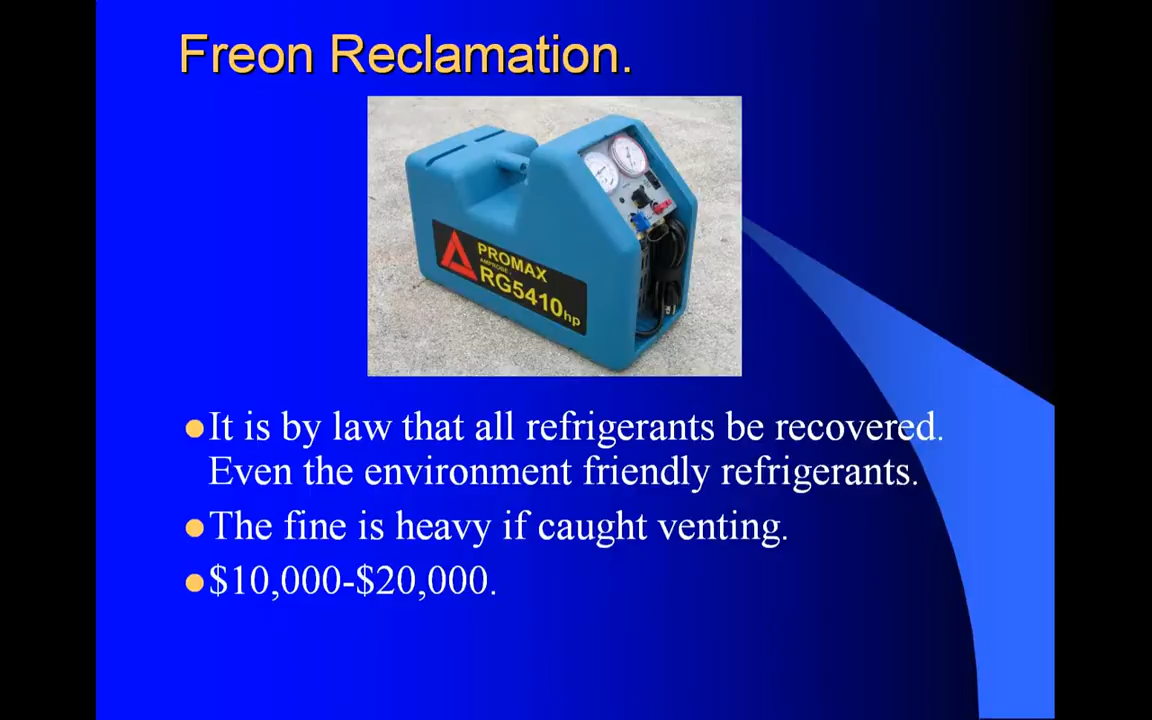 Freon Reclamation.
PROMAX
AMPROBE
RG5410hp
It is by law that all refrigerants be recovered.
Even the environment friendly refrigerants.
The fine is heavy if caught venting.
$10,000-$20,000.